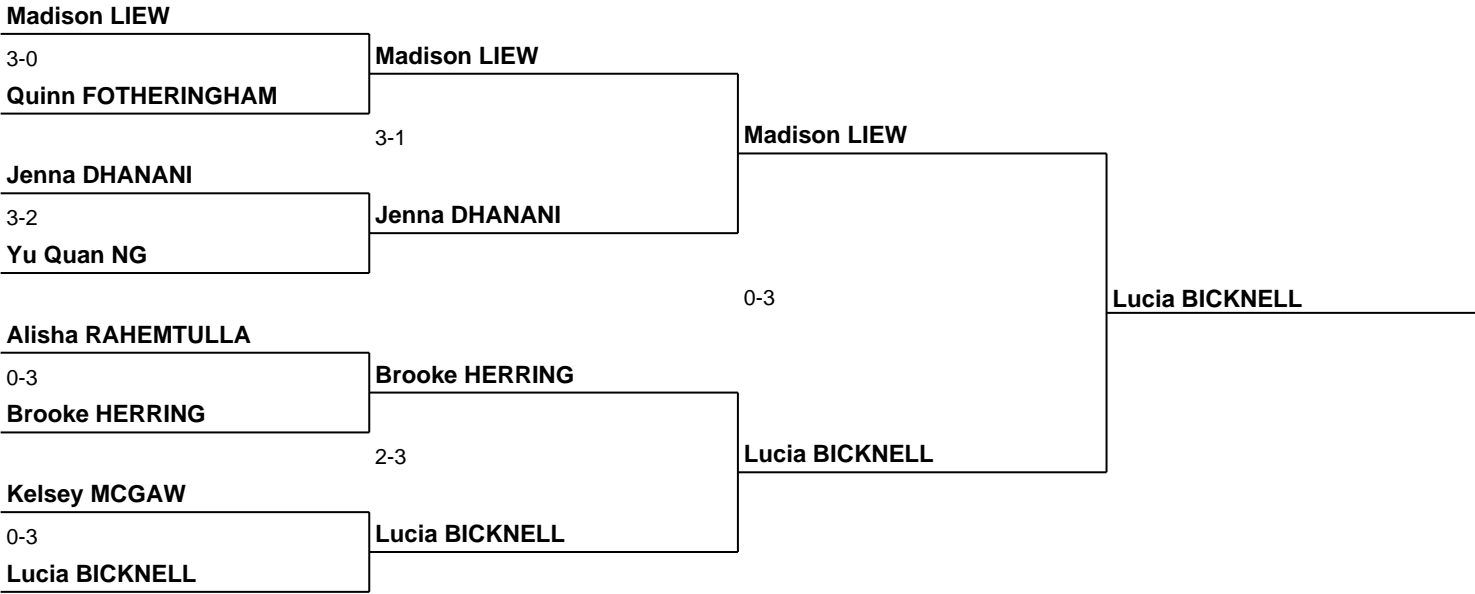 Madison LIEW
3-0
Quinn FOTHERINGHAM
Jenna DHANANI
3-2
Yu Quan NG
Alisha RAHEMTULLA
0-3
Brooke HERRING
Kelsey MCGAW
0-3
Lucia BICKNELL
Madison LIEW
3-1
Jenna DHANANI
Brooke HERRING
2-3
Lucia BICKNELL
Madison LIEW
0-3
Lucia BICKNELL
Lucia BICKNELL